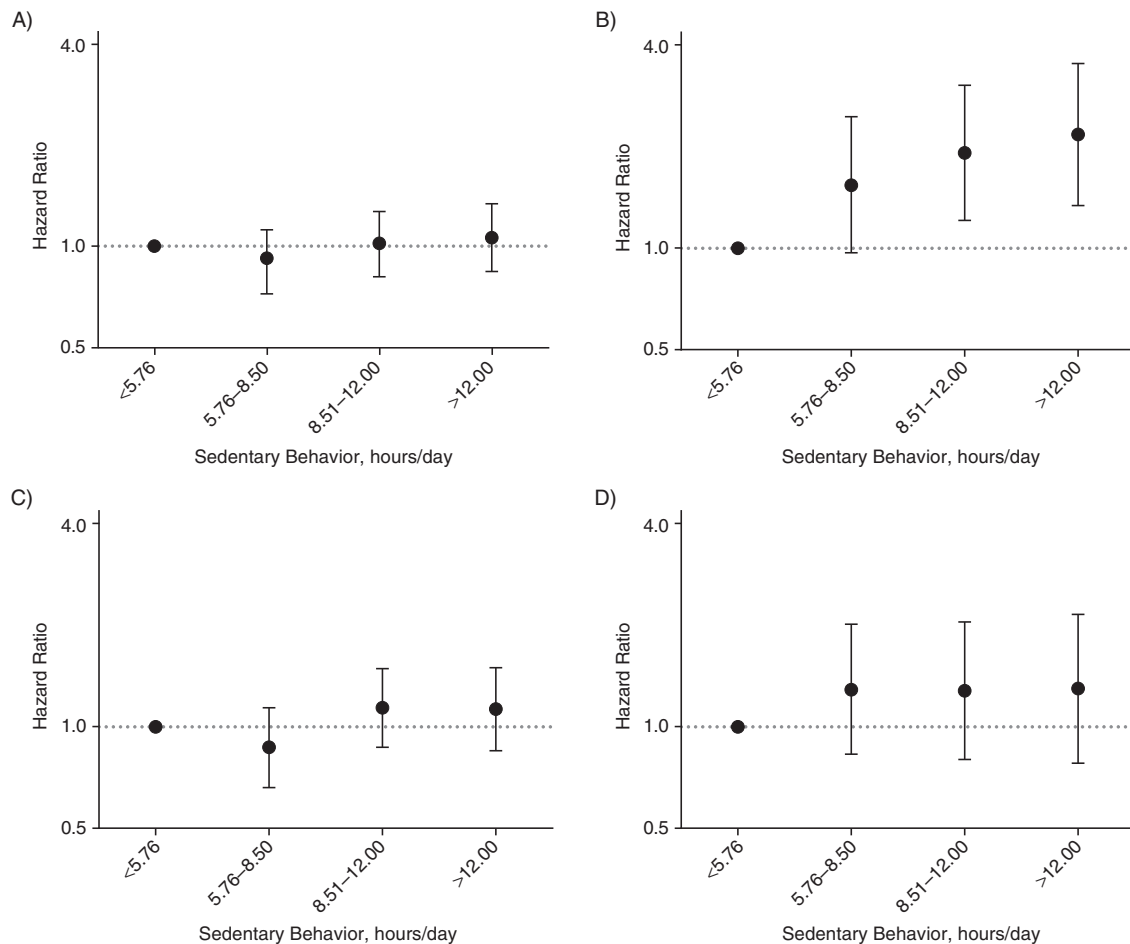 A)
4.0
1.0
0.5
Hazard Ratio
<5.76
5.76–8.50
8.51–12.00
>12.00
Sedentary Behavior, hours/day
B)
4.0
1.0
0.5
Hazard Ratio
<5.76
5.76–8.50
8.51–12.00
>12.00
Sedentary Behavior, hours/day
C)
4.0
1.0
0.5
Hazard Ratio
<5.76
5.76–8.50
8.51–12.00
>12.00
Sedentary Behavior, hours/day
D)
4.0
1.0
0.5
Hazard Ratio
<5.76
5.76–8.50
8.51–12.00
>12.00
Sedentary Behavior, hours/day